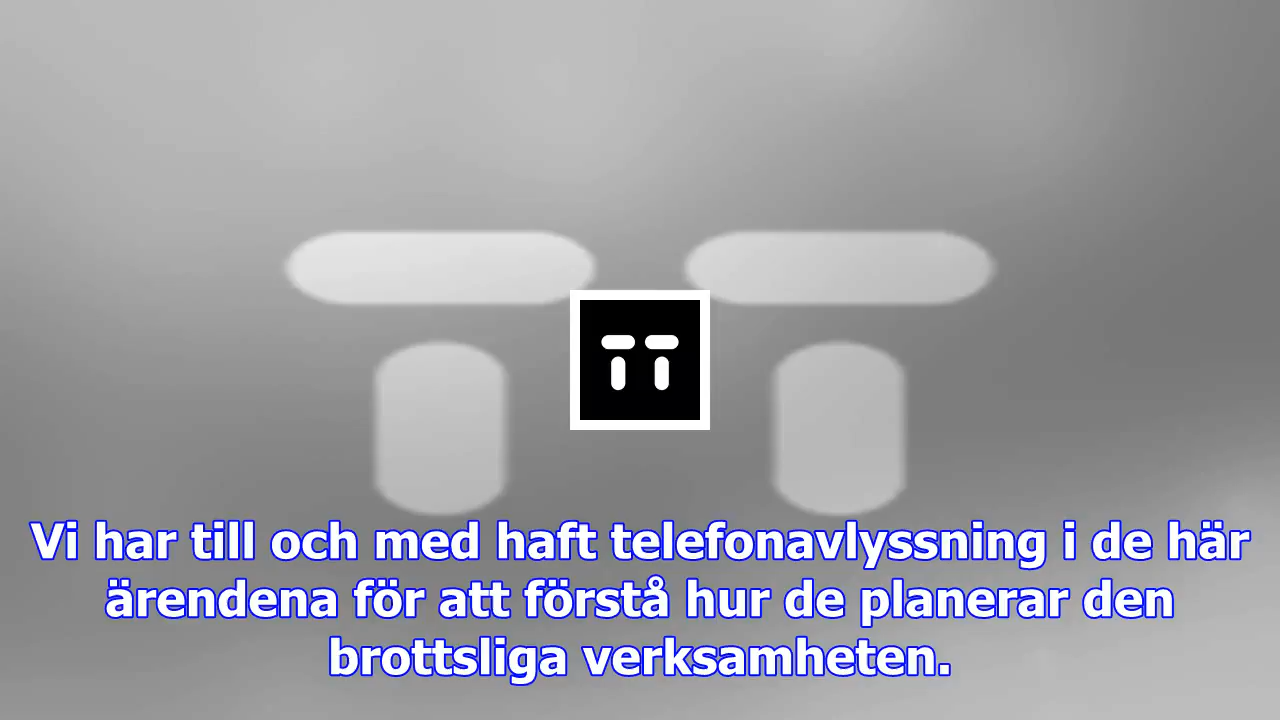 Vi har till och med haft telefonavlyssning i de här
ärendena för att förstå hur de planerar den
brottsliga verksamheten.